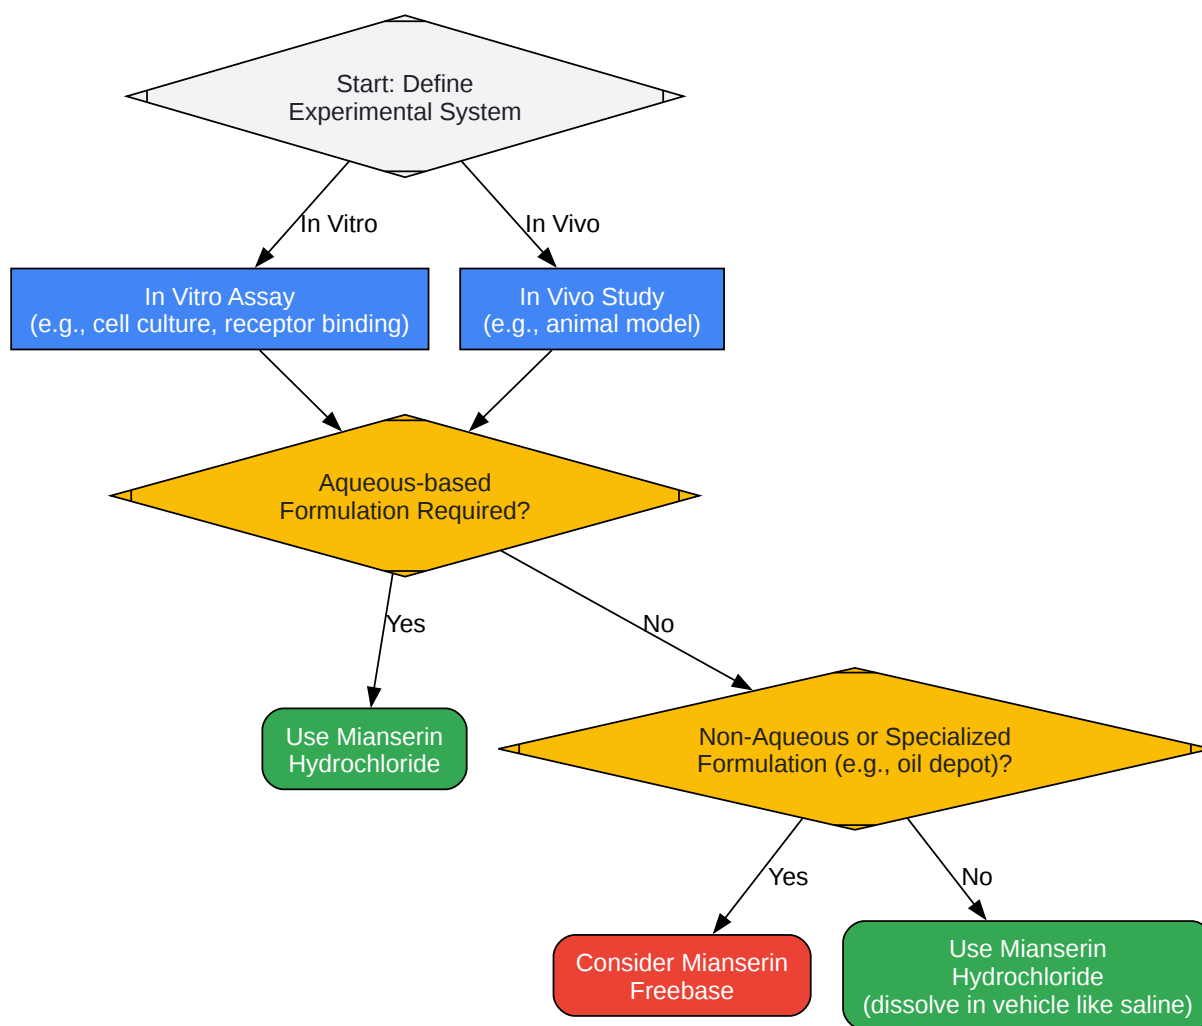 Start: Define
Experimental System
In Vitro
In Vivo
In Vitro Assay
(e.g., cell culture, receptor binding)
In Vivo Study
(e.g., animal model)
Aqueous-based
Formulation Required?
Yes
No
Use Mianserin
Hydrochloride
Non-Aqueous or Specialized
Formulation (e.g., oil depot)?
Yes
No
Consider Mianserin
Freebase
Use Mianserin
Hydrochloride
(dissolve in vehicle like saline)